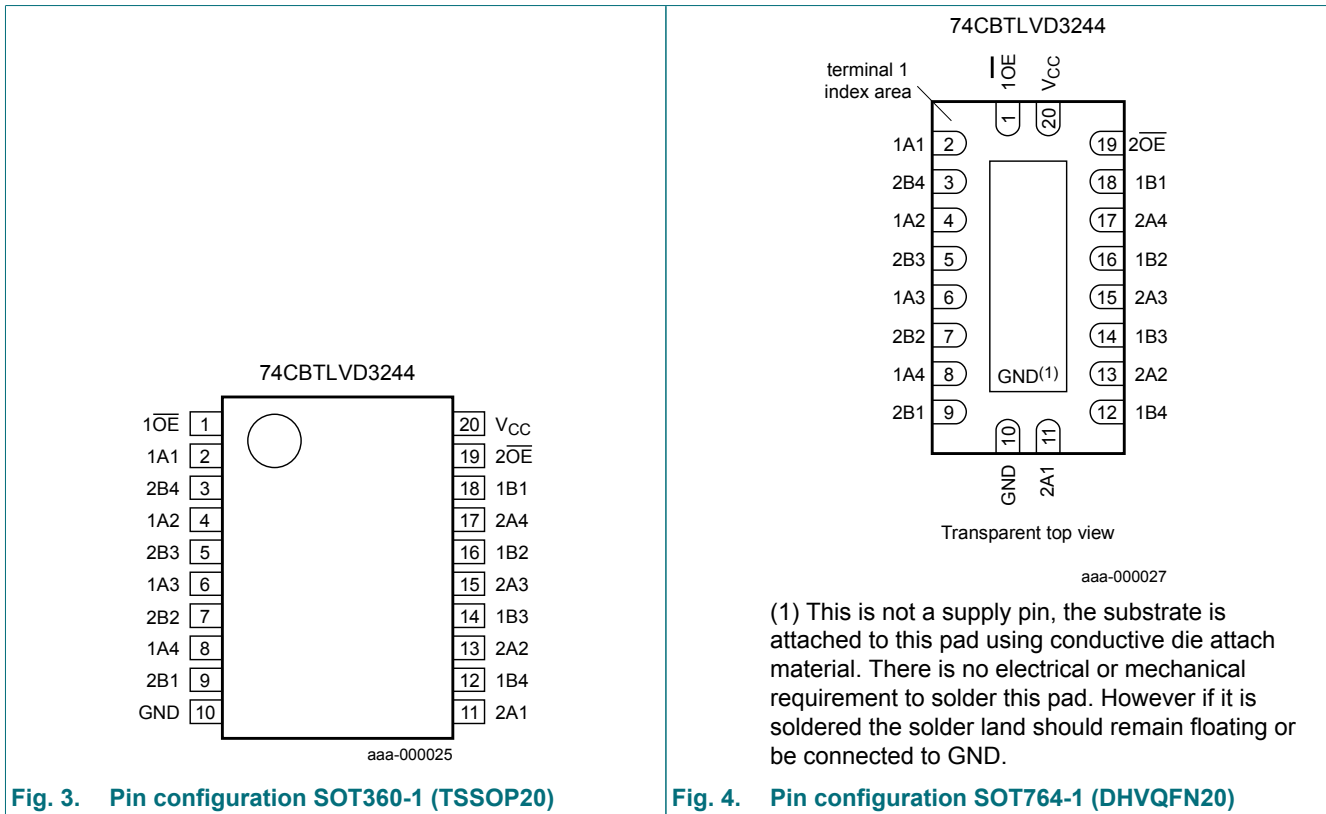 74CBTLVD3244
1OE 1
1A1 2
2B4 3
1A2 4
2B3 5
1A3 6
2B2 7
1A4 8
2B1 9
GND 10
20 VCC
19 2OE
18 1B1
17 2A4
16 1B2
15 2A3
14 1B3
13 2A2
12 1B4
11 2A1
aaa-000025
Fig. 3. Pin configuration SOT360-1 (TSSOP20)
74CBTLVD3244
terminal 1
index area
1OE
VCC
1
20
1A1 2
2B4 3
1A2 4
2B3 5
1A3 6
2B2 7
1A4 8
2B1 9
19 2OE
18 1B1
17 2A4
16 1B2
15 2A3
14 1B3
13 2A2
12 1B4
GND(1)
10
11
GND
2A1
Transparent top view
aaa-000027
(1) This is not a supply pin, the substrate is
attached to this pad using conductive die attach
material. There is no electrical or mechanical
requirement to solder this pad. However if it is
soldered the solder land should remain floating or
be connected to GND.
Fig. 4. Pin configuration SOT764-1 (DHVQFN20)